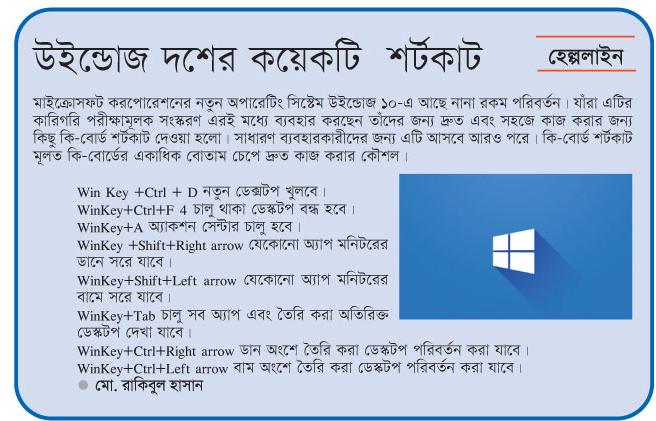 উইন্ডোজ দশের কয়েকটি শর্টকাট
হেল্পলাইন
মাইক্রোসফট করপোরেশনের নতুন অপারেটিং সিস্টেম উইন্ডোজ ১০-এ আছে নানা রকম পরিবর্তন। যাঁরা এটির
কারিগরি পরীক্ষামূলক সংস্করণ এরই মধ্যে ব্যবহার করছেন তাঁদের জন্য দ্রুত এবং সহজে কাজ করার জন্য
কিছু কি-বোর্ড শর্টকাট দেওয়া হলো। সাধারণ ব্যবহারকারীদের জন্য এটি আসবে আরও পরে। কি-বোর্ড শর্টকাট
মূলত কি-বোর্ডের একাধিক বোতাম চেপে দ্রুত কাজ করার কৌশল।
Win Key +Ctrl + D নতুন ডেক্সটপ খুলবে।
WinKey+Ctrl+F 4 চালু থাকা ডেস্কটপ বন্ধ হবে।
WinKey+A অ্যাকশন সেন্টার চালু হবে।
WinKey +Shift+Right arrow যেকোনো অ্যাপ মনিটরের
ডানে সরে যাবে।
WinKey+Shift+Left arrow যেকোনো অ্যাপ মনিটরের
বামে সরে যাবে।
WinKey+Tab চালু সব অ্যাপ এবং তৈরি করা অতিরিক্ত
ডেস্কটপ দেখা যাবে।
WinKey+Ctrl+Right arrow ডান অংশে তৈরি করা ডেস্কটপ পরিবর্তন করা যাবে।
WinKey+Ctrl+Left arrow বাম অংশে তৈরি করা ডেস্কটপ পরিবর্তন করা যাবে।
● মো. রাকিবুল হাসান